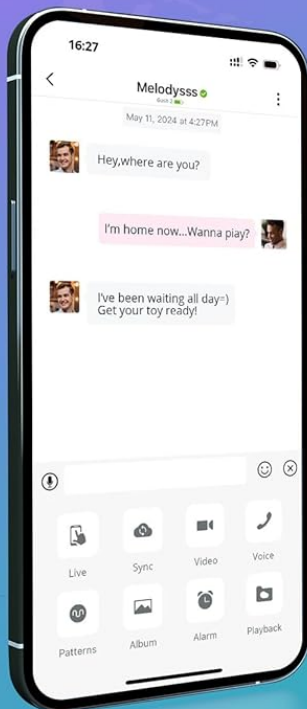 16:27
Melodysss
May 11, 2024 at 4:27PM
Hey,where are you?
I'm home now...Wanna play?
I've been waiting all day=)
Get your toy ready!
Live
Sync
Video
Voice
Patterns
Album
Alarm
Playback